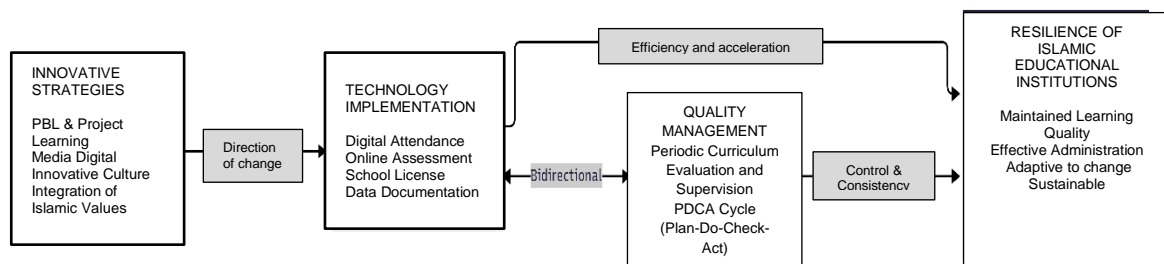 INNOVATIVE
STRATEGIES
PBL & Project
Learning
Media Digital
Innovative Culture
Integration of
Islamic Values
Direction
of change
TECHNOLOGY
IMPLEMENTATION
Digital Attendance
Online Assessment
School License
Data Documentation
Efficiency and acceleration
Bidirectional
QUALITY
MANAGEMENT
Periodic Curriculum
Evaluation and
Supervision
PDCA Cycle
(Plan-Do-Check-
Act)
Control &
Consistency
RESILIENCE OF
ISLAMIC
EDUCATIONAL
INSTITUTIONS
Maintained Learning
Quality
Effective Administration
Adaptive to change
Sustainable